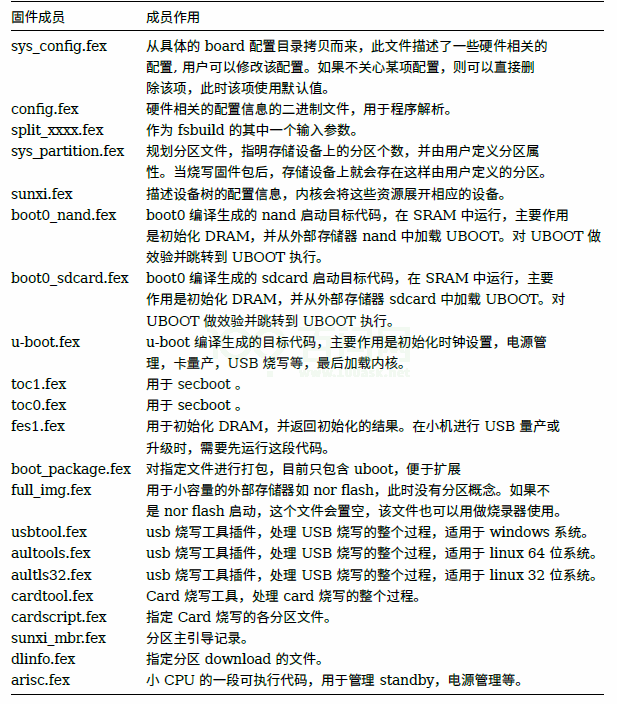 固件成员 成员作用
sys_config.fex 从具体的 board 配置目录拷贝而来，此文件描述了一些硬件相关的
配置, 用户可以修改该配置。如果不关心某项配置，则可以直接删
除该项，此时该项使用默认值。
config.fex 硬件相关的配置信息的二进制文件，用于程序解析。
split_xxxx.fex 作为 fsbuild 的其中一个输入参数。
sys_partition.fex 规划分区文件，指明存储设备上的分区个数，并由用户定义分区属
性。当烧写固件包后，存储设备上就会存在这样由用户定义的分区。
sunxi.fex 描述设备树的配置信息，内核会将这些资源展开相应的设备。
boot0_nand.fex boot0 编译生成的 nand 启动目标代码，在 SRAM 中运行，主要作用
是初始化 DRAM，并从外部存储器 nand 中加载 UBOOT。对 UBOOT 做
效验并跳转到 UBOOT 执行。
boot0_sdcard.fex boot0 编译生成的 sdcard 启动目标代码，在 SRAM 中运行，主要
作用是初始化 DRAM，并从外部存储器 sdcard 中加载 UBOOT。对
UBOOT 做效验并跳转到 UBOOT 执行。
u-boot.fex u-boot 编译生成的目标代码，主要作用是初始化时钟设置，电源管
理，卡量产，USB 烧写等，最后加载内核。
toc1.fex 用于 secboot 。
toc0.fex 用于 secboot 。
fes1.fex 用于初始化 DRAM，并返回初始化的结果。在小机进行 USB 量产或
升级时，需要先运行这段代码。
boot_package.fex 对指定文件进行打包，目前只包含 uboot，便于扩展
full_img.fex 用于小容量的外部存储器如 nor flash，此时没有分区概念。如果不
是 nor flash 启动，这个文件会置空，该文件也可以用做烧录器使用。
usbtool.fex usb 烧写工具插件，处理 USB 烧写的整个过程，适用于 windows 系统。
aultools.fex usb 烧写工具插件，处理 USB 烧写的整个过程，适用于 linux 64 位系统。
aultls32.fex usb 烧写工具插件，处理 USB 烧写的整个过程，适用于 linux 32 位系统。
cardtool.fex Card 烧写工具，处理 card 烧写的整个过程。
cardscript.fex 指定 Card 烧写的各分区文件。
sunxi_mbr.fex 分区主引导记录。
dlinfo.fex 指定分区 download 的文件。
arisc.fex 小 CPU 的一段可执行代码，用于管理 standby，电源管理等。